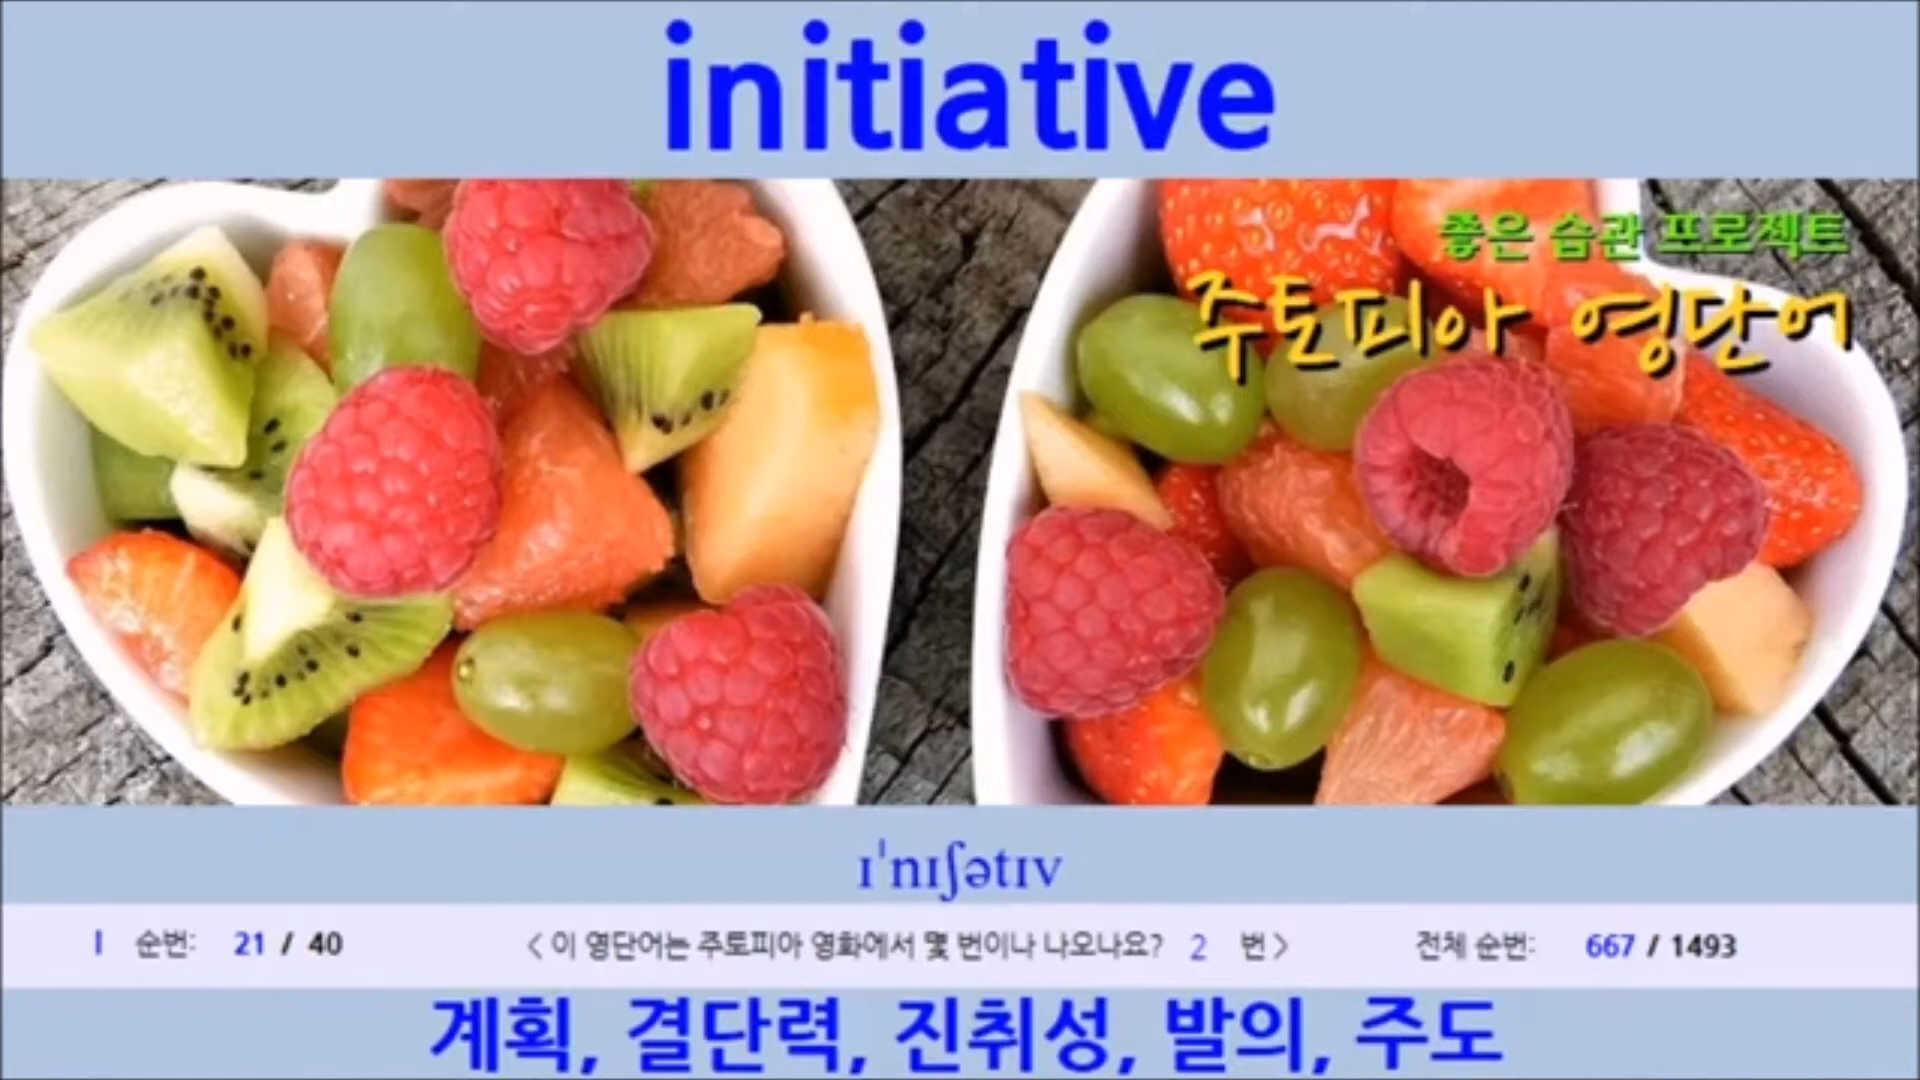 initiative
좋은 습관 프로젝트
주토피아 영단어
ɪˈnɪʃətɪv
I 순번: 21 / 40 < 이 영단어는 주토피아 영화에서 몇 번이나 나오나요? 2 번 > 전체 순번: 667 / 1493
계획, 결단력, 진취성, 발의, 주도